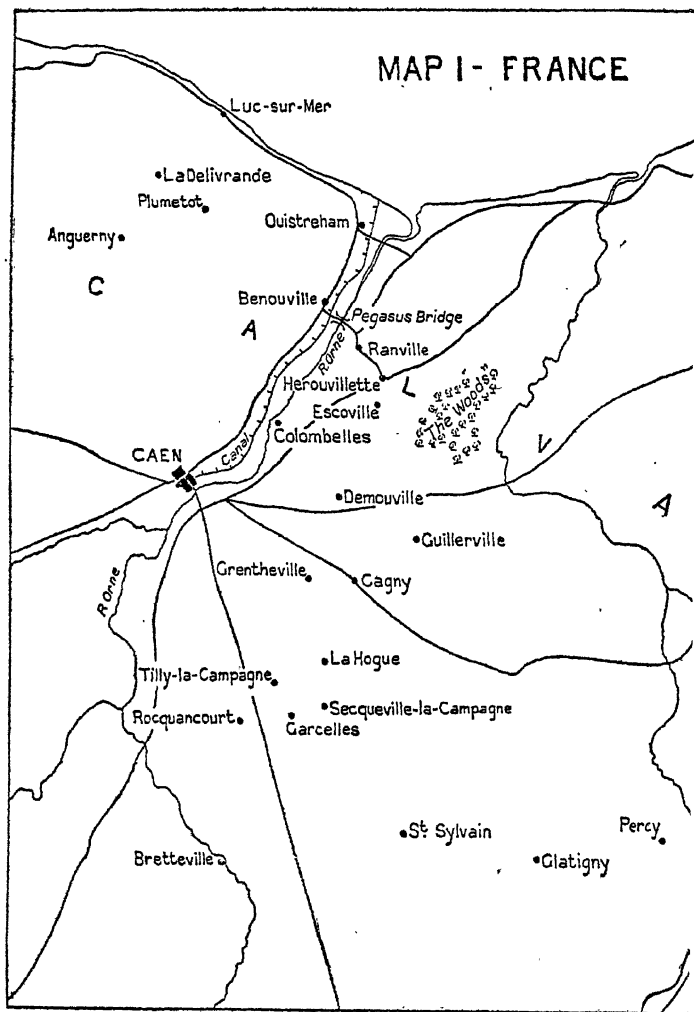 MAP I - FRANCE
Luc-sur-Mer
La Delivrande
Plumetot
Anguerny
Ouistreham
C
A
L
V
A
Benouville
Pegasus Bridge
R Orne
Ranville
Herouvillette
Escoville
The Woods
Colombelles
Canal
CAEN
Demouville
Guillerville
R Orne
Grentheville
Cagny
La Hogue
Tilly-la-Campagne
Secqueville-la-Campagne
Rocquancourt
Garcelles
St. Sylvain
Percy
Bretteville
Glatigny